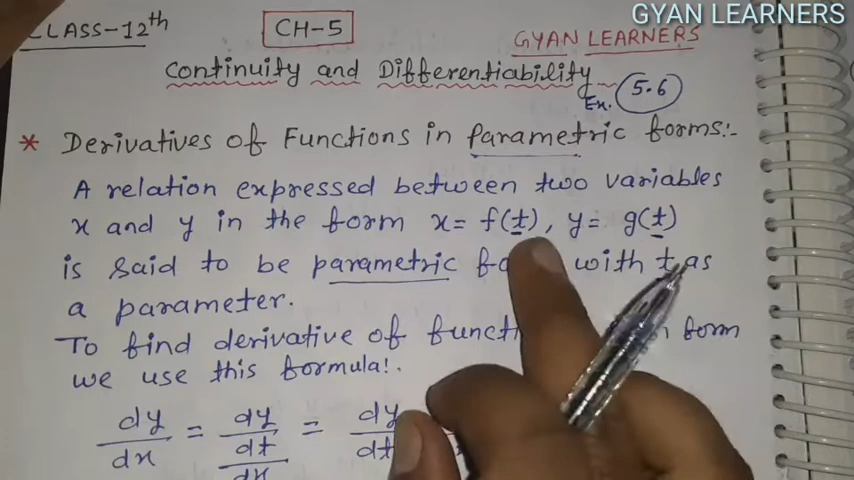 GYAN LEARNERS
CLASS-12th
CH-5
GYAN LEARNERS
Continuity and Differentiability
Ex. 5.6
* Derivatives of Functions in parametric forms:-
A relation expressed between two variables
x and y in the form x= f(t), y= g(t)
is said to be parametric with t as
a parameter.
To find derivative of form
we use this formula!.
dy/dx = dy/dt/dx = dy/dt